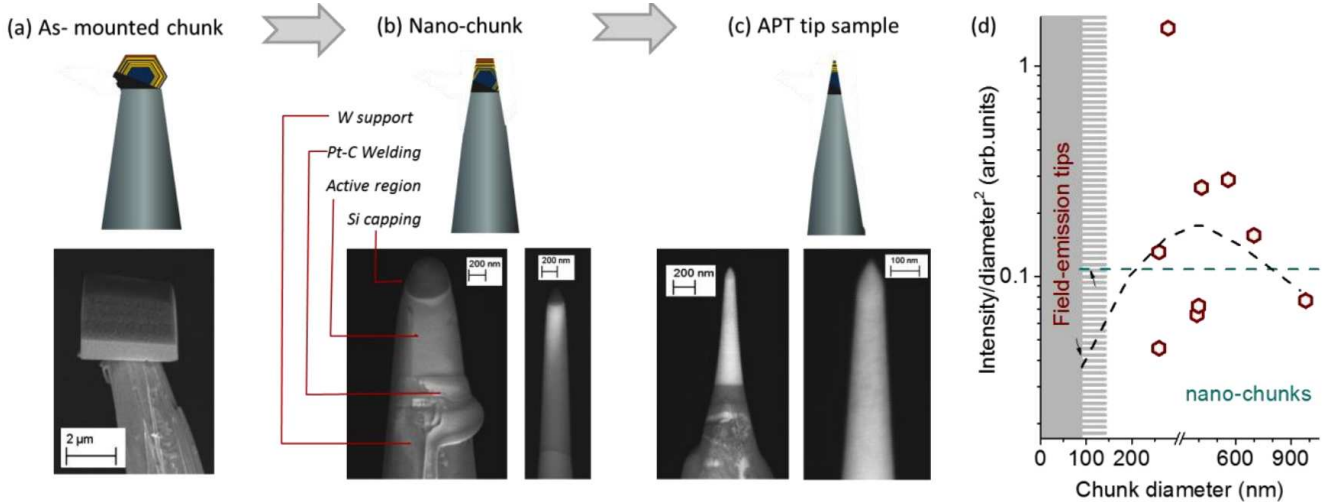 (a) As- mounted chunk
(b) Nano-chunk
(c) APT tip sample
(d)
W support
Pt-C Welding
Active region
Si capping
2 µm
200 nm
200 nm
200 nm
100 nm
Intensity/diameter² (arb.units)
1
0.1
Field-emission tips
nano-chunks
0 100 200 600 900
Chunk diameter (nm)